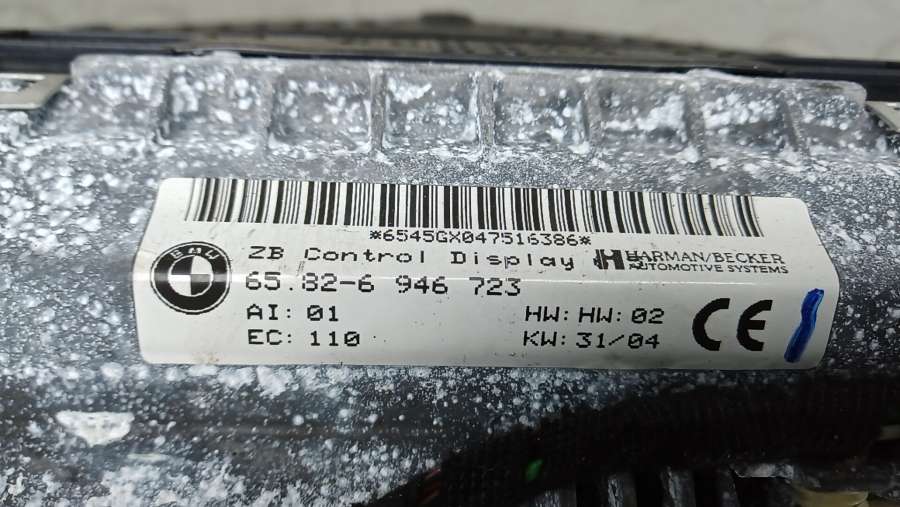 *6545GX047516386*
BMW
ZB Control Display HARMAN/BECKER
AUTOMOTIVE SYSTEMS
65.82-6 946 723
AI: 01 HW: HW: 02
EC: 110 KW: 31/04
CE